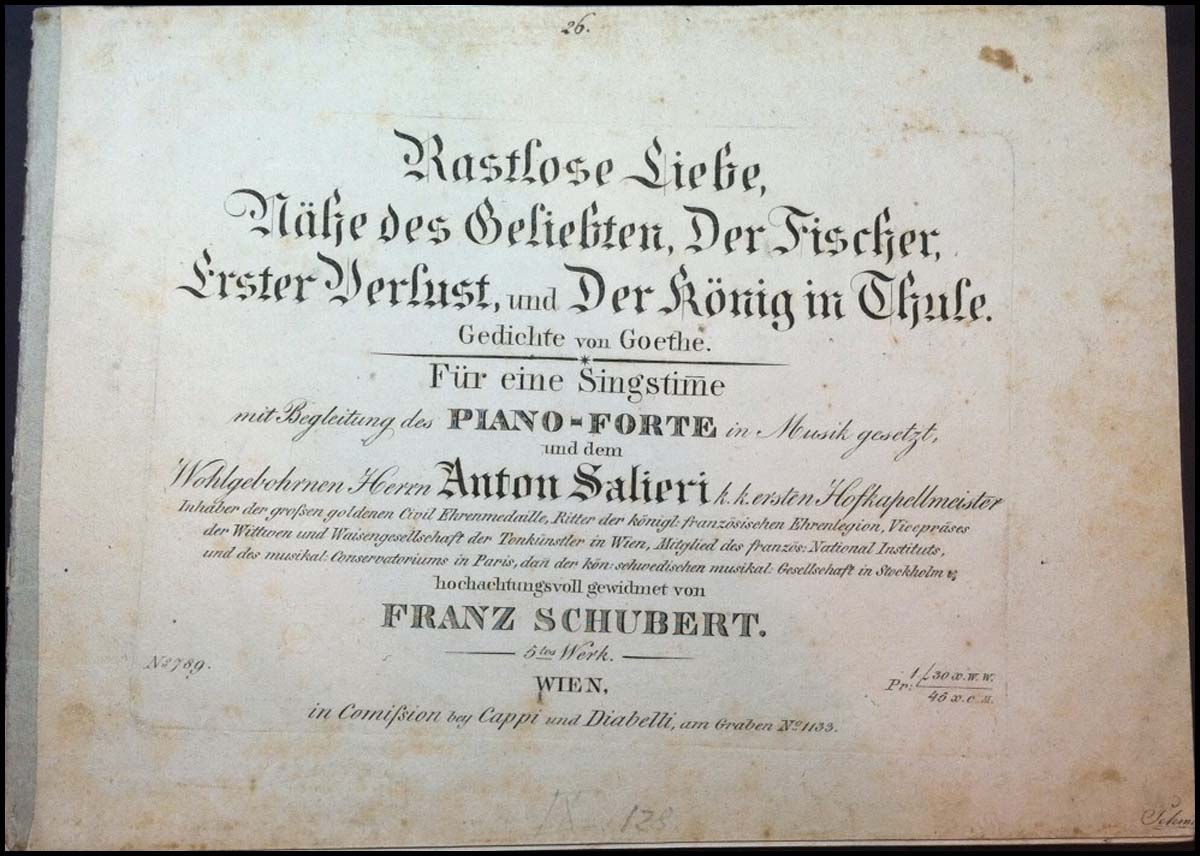 26.
Rastlose Liebe,
Nähe des Geliebten, Der Fischer,
Erster Verlust, und Der König in Thule.
Gedichte von Goethe.
Für eine Singstim̅e
mit Begleitung des PIANO-FORTE in Musik gesetzt,
und dem
Wohlgebohrnen Herrn Anton Salieri k. k. ersten Hofkapellmeister
Inhaber der großen goldenen Civil Ehrenmedaille, Ritter der königl: französischen Ehrenlegion, Vicepräses
der Wittwen und Waisengesellschaft der Tonkünstler in Wien, Mitglied des französ: National Instituts,
und des musikal: Conservatoriums in Paris, dan̅ der kön: schwedischen musikal: Gesellschaft in Stockholm &;
hochachtungsvoll gewidmet von
FRANZ SCHUBERT.
5tes Werk.
No 789.
Pr: 1 f 30 x. W. W.
45 x. C. M.
WIEN,
in Comißion bey Cappi und Diabelli, am Graben No 1133.
128.